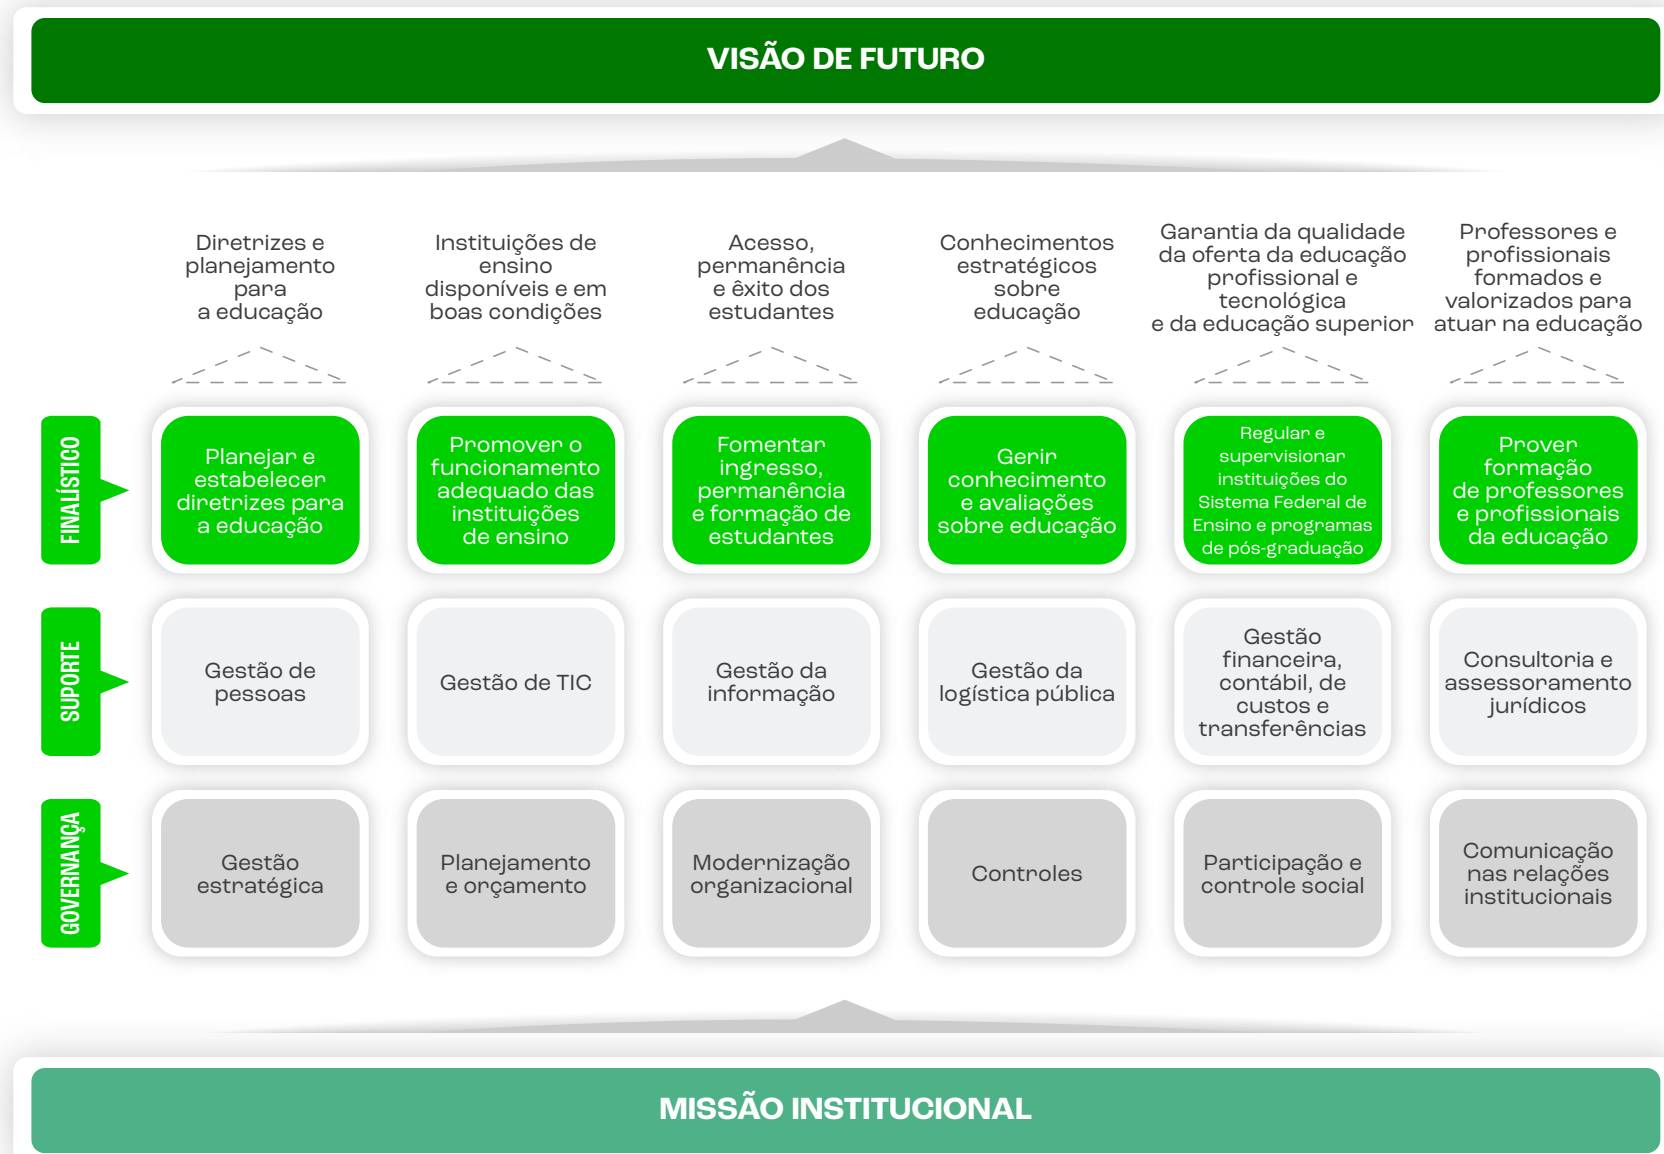 VISÃO DE FUTURO
Diretrizes e
planejamento
para
a educação
Instituições de
ensino
disponíveis e em
boas condições
Acesso,
permanência
e êxito dos
estudantes
Conhecimentos
estratégicos
sobre
educação
Garantia da qualidade
da oferta da educação
profissional e
tecnológica
e da educação superior
Professores e
profissionais
formados e
valorizados para
atuar na educação
FINALÍSTICO
Planejar e
estabelecer
diretrizes para
a educação
Promover o
funcionamento
adequado das
instituições
de ensino
Fomentar
ingresso,
permanência
e formação de
estudantes
Gerir
conhecimento
e avaliações
sobre educação
Regular e
supervisionar
instituições do
Sistema Federal de
Ensino e programas
de pós-graduação
Prover
formação
de professores
e profissionais
da educação
SUPORTE
Gestão de
pessoas
Gestão de TIC
Gestão da
informação
Gestão da
logística pública
Gestão
financeira,
contábil, de
custos e
transferências
Consultoria e
assessoramento
jurídicos
GOVERNANÇA
Gestão
estratégica
Planejamento
e orçamento
Modernização
organizacional
Controles
Participação e
controle social
Comunicação
nas relações
institucionais
MISSÃO INSTITUCIONAL